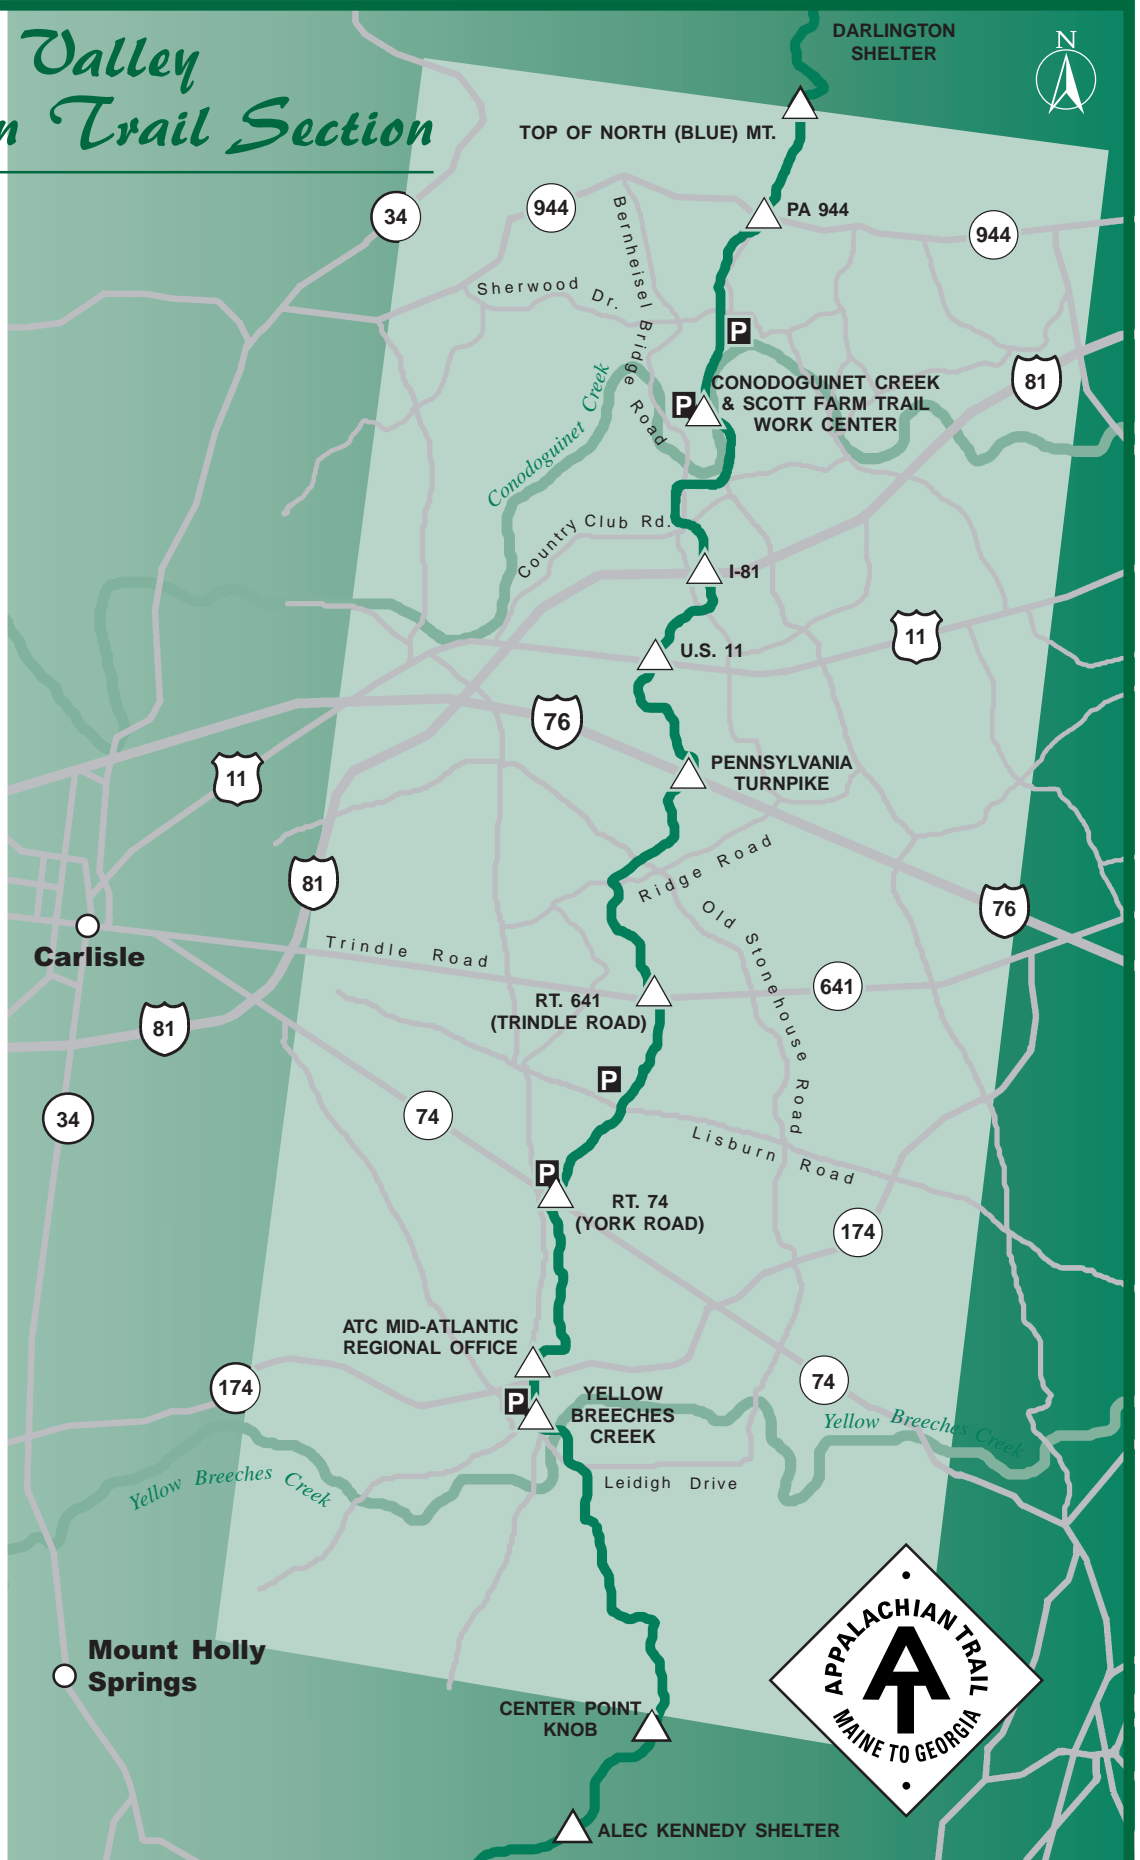 Valley
n Trail Section
DARLINGTON
SHELTER
N
TOP OF NORTH (BLUE) MT.
34
944
PA 944
944
Bernheisel Bridge Road
Sherwood Dr.
P
81
Conodoguinet Creek
P
CONODOGUINET CREEK
& SCOTT FARM TRAIL
WORK CENTER
Country Club Rd.
I-81
11
U.S. 11
76
11
PENNSYLVANIA
TURNPIKE
81
Ridge Road
76
Old Stonehouse Road
Carlisle
Trindle Road
641
RT. 641
(TRINDLE ROAD)
81
P
34
74
Lisburn Road
P
RT. 74
(YORK ROAD)
174
ATC MID-ATLANTIC
REGIONAL OFFICE
174
74
P
YELLOW
BREECHES
CREEK
Yellow Breeches Creek
Yellow Breeches Creek
Leidigh Drive
APPALACHIAN TRAIL
MAINE TO GEORGIA
Mount Holly
Springs
CENTER POINT
KNOB
ALEC KENNEDY SHELTER